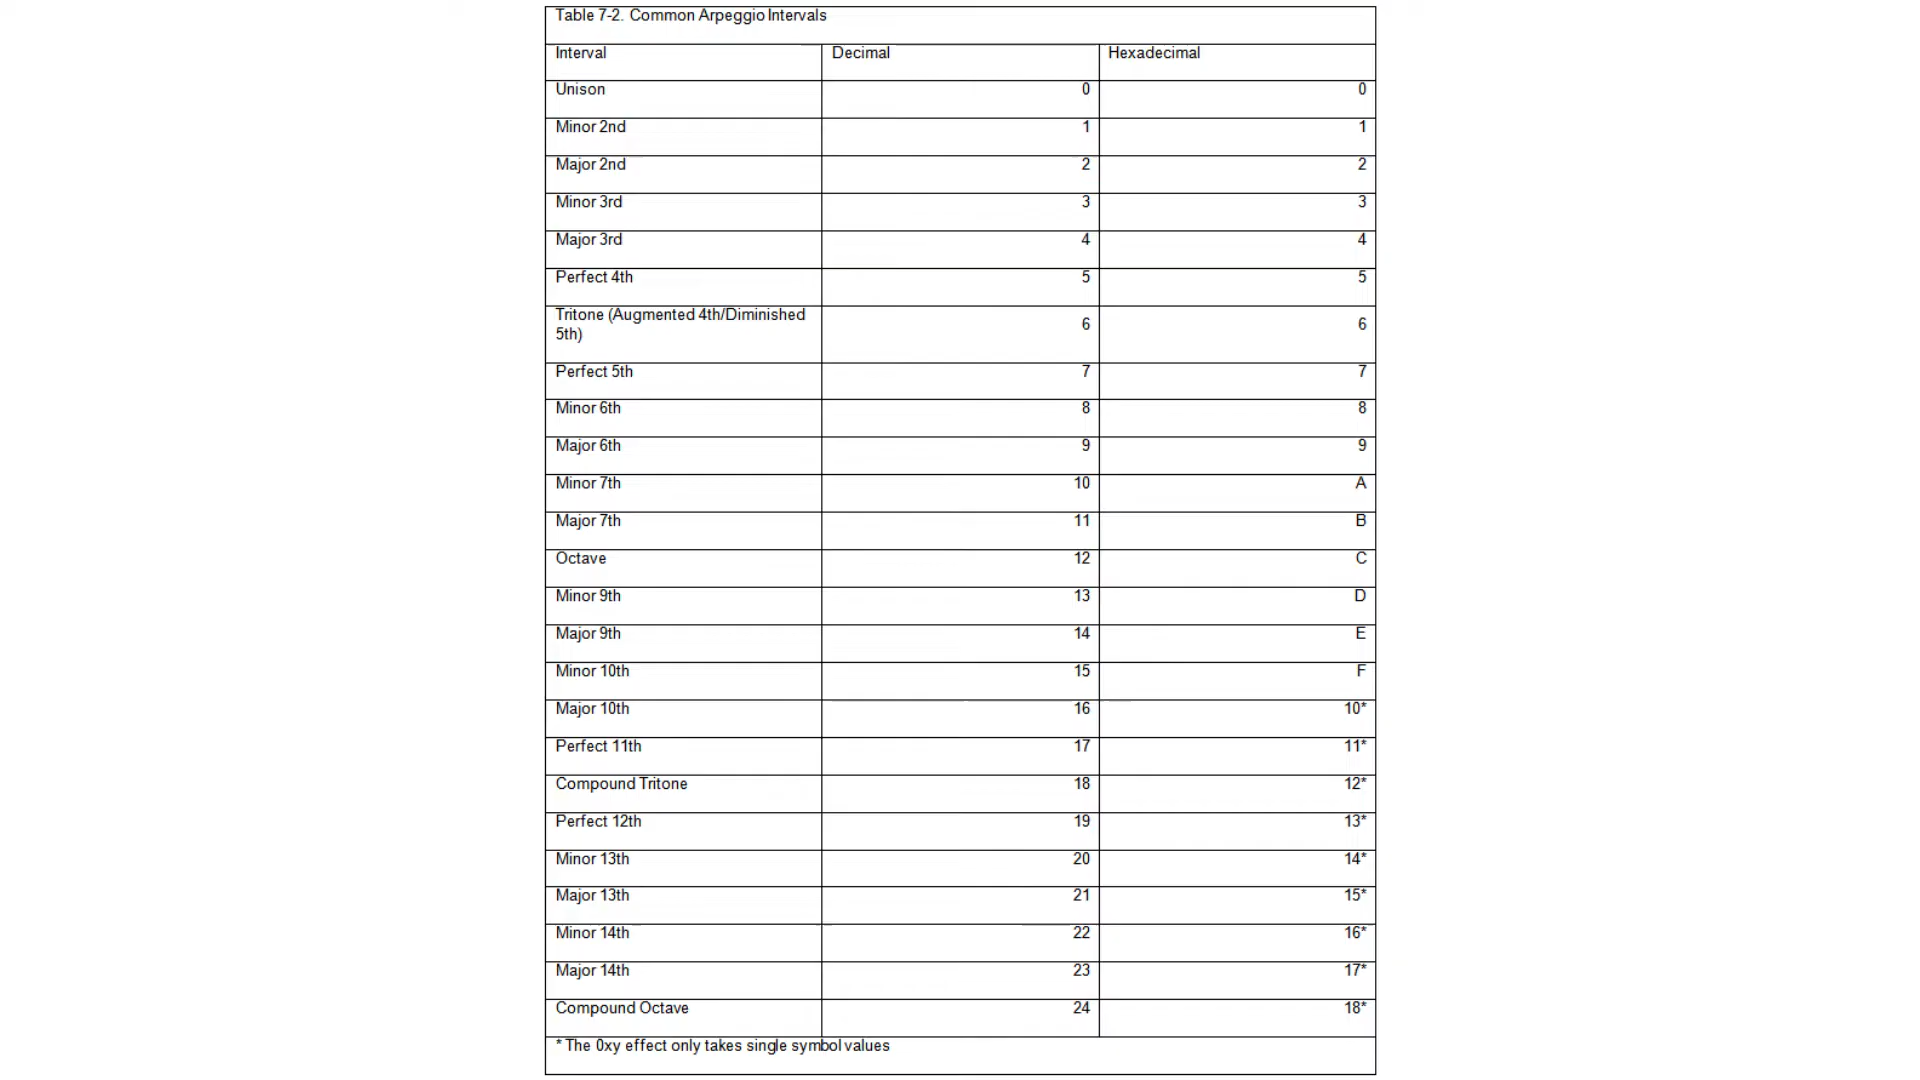 Table 7-2. Common Arpeggio Intervals
Interval Decimal Hexadecimal
Unison 0 0
Minor 2nd 1 1
Major 2nd 2 2
Minor 3rd 3 3
Major 3rd 4 4
Perfect 4th 5 5
Tritone (Augmented 4th/Diminished
5th) 6 6
Perfect 5th 7 7
Minor 6th 8 8
Major 6th 9 9
Minor 7th 10 A
Major 7th 11 B
Octave 12 C
Minor 9th 13 D
Major 9th 14 E
Minor 10th 15 F
Major 10th 16 10*
Perfect 11th 17 11*
Compound Tritone 18 12*
Perfect 12th 19 13*
Minor 13th 20 14*
Major 13th 21 15*
Minor 14th 22 16*
Major 14th 23 17*
Compound Octave 24 18*
* The 0xy effect only takes single symbol values